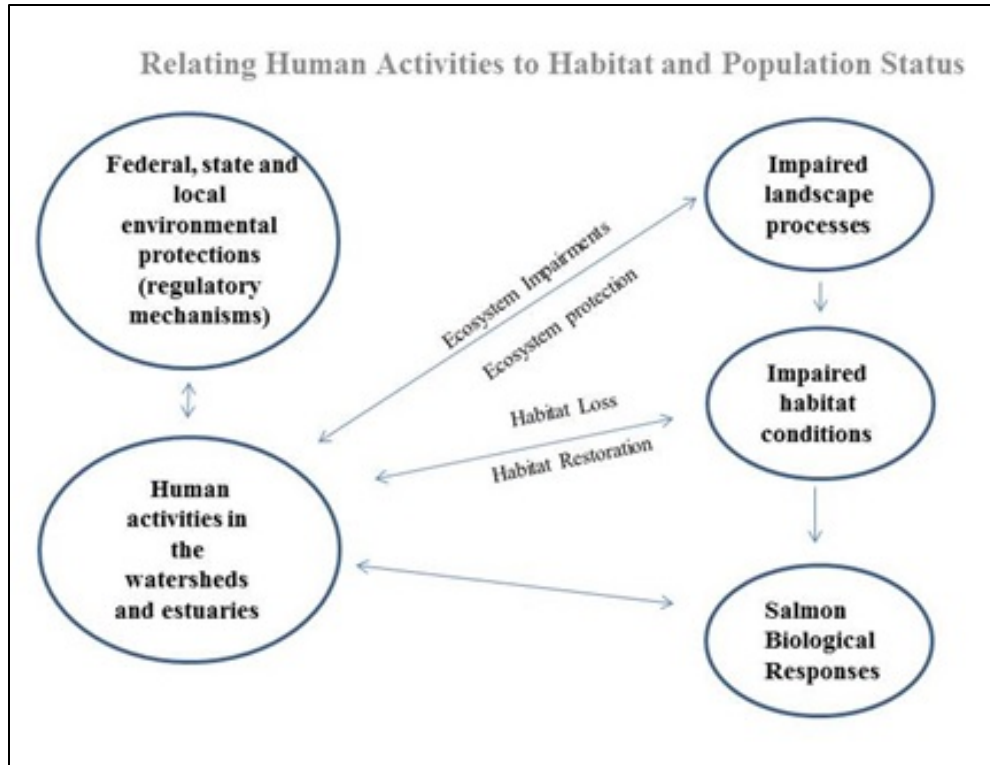 Relating Human Activities to Habitat and Population Status
Federal, state and
local
environmental
protections
(regulatory
mechanisms)
Impaired
landscape
processes
Ecosystem Impairments
Ecosystem protection
Impaired
habitat
conditions
Habitat Loss
Habitat Restoration
Human
activities in
the
watersheds
and estuaries
Salmon
Biological
Responses